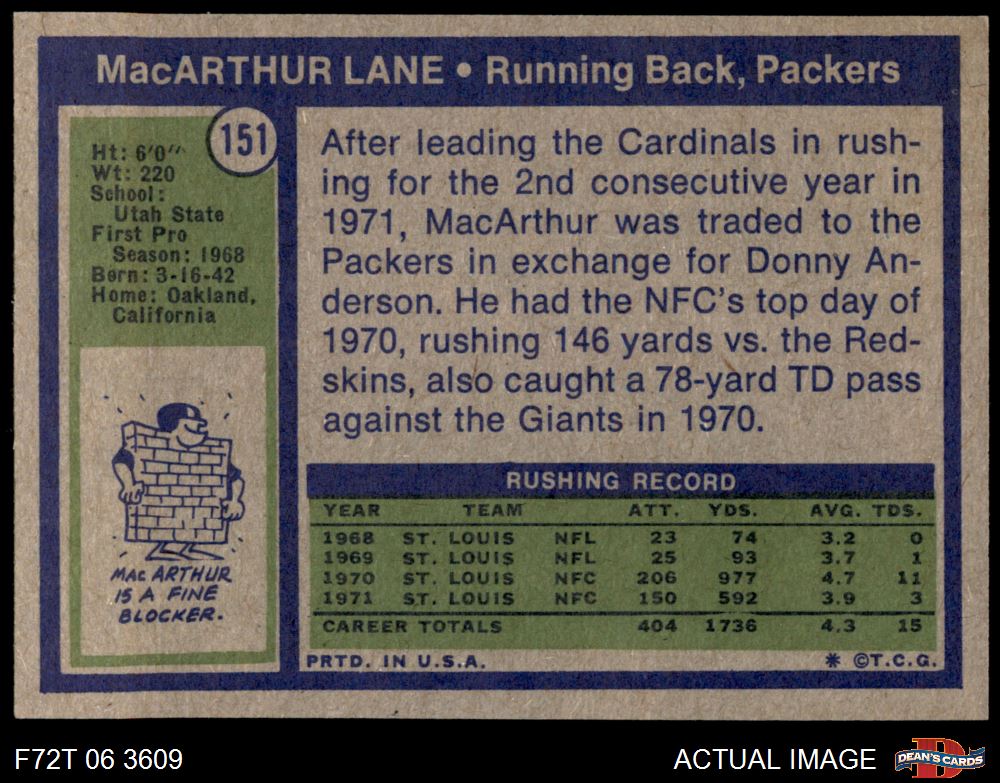 MacARTHUR LANE • Running Back, Packers
151
Ht: 6'0"
Wt: 220
School:
Utah State
First Pro
Season: 1968
Born: 3-16-42
Home: Oakland,
California
After leading the Cardinals in rush-
ing for the 2nd consecutive year in
1971, MacArthur was traded to the
Packers in exchange for Donny An-
derson. He had the NFC's top day of
1970, rushing 146 yards vs. the Red-
skins, also caught a 78-yard TD pass
against the Giants in 1970.
MAC ARTHUR
IS A FINE
BLOCKER.
RUSHING RECORD
YEAR TEAM ATT. YDS. AVG. TDS.
1968 ST. LOUIS NFL 23 74 3.2 0
1969 ST. LOUIS NFL 25 93 3.7 1
1970 ST. LOUIS NFC 206 977 4.7 11
1971 ST. LOUIS NFC 150 592 3.9 3
CAREER TOTALS 404 1736 4.3 15
PRTD. IN U.S.A. * ©T.C.G.
F72T 06 3609 ACTUAL IMAGE
D
DEAN'S CARDS